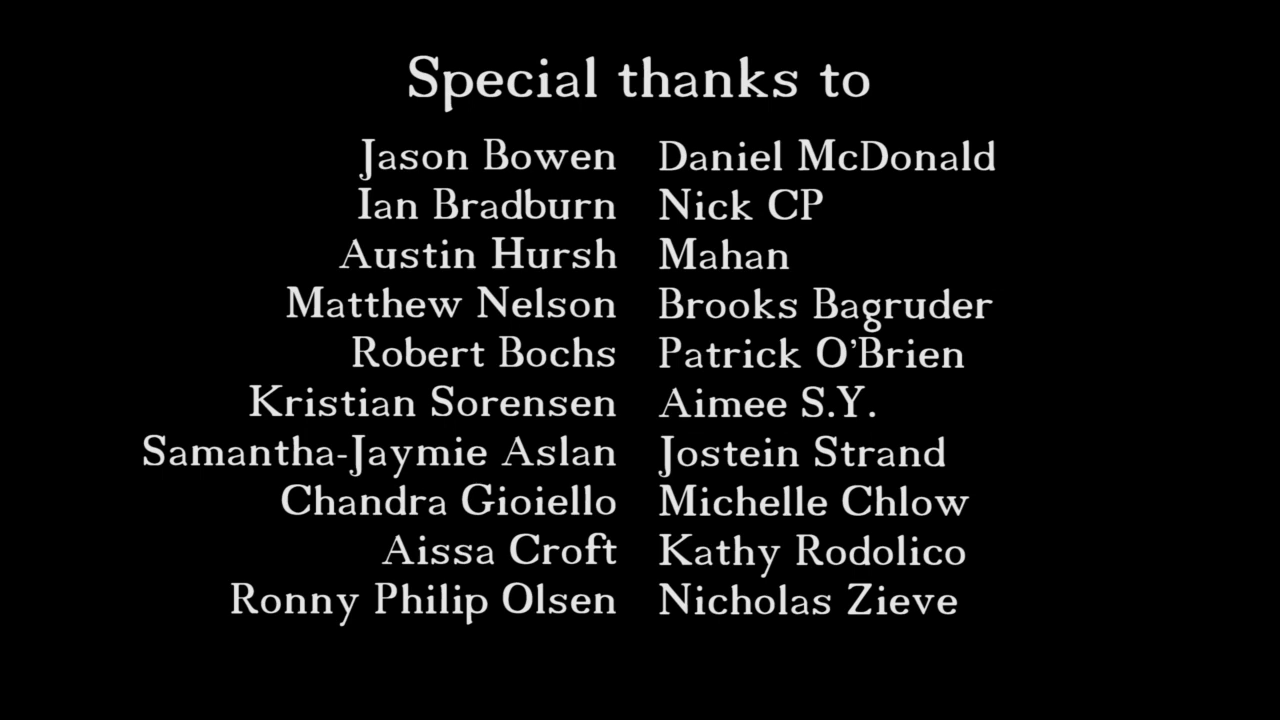 Special thanks to
Jason Bowen Daniel McDonald
Ian Bradburn Nick CP
Austin Hursh Mahan
Matthew Nelson Brooks Bagruder
Robert Bochs Patrick O'Brien
Kristian Sorensen Aimee S.Y.
Samantha-Jaymie Aslan Jostein Strand
Chandra Gioiello Michelle Chlow
Aissa Croft Kathy Rodolico
Ronny Philip Olsen Nicholas Zieve